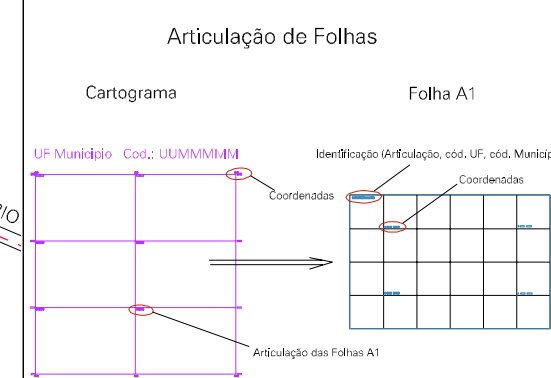 Articulação de Folhas
Cartograma
Folha A1
UF Municipio Cod.: UUMMMMM
Identificação (Articulação, cód. UF, cód. Municíp
Coordenadas
Coordenadas
Articulação das Folhas A1